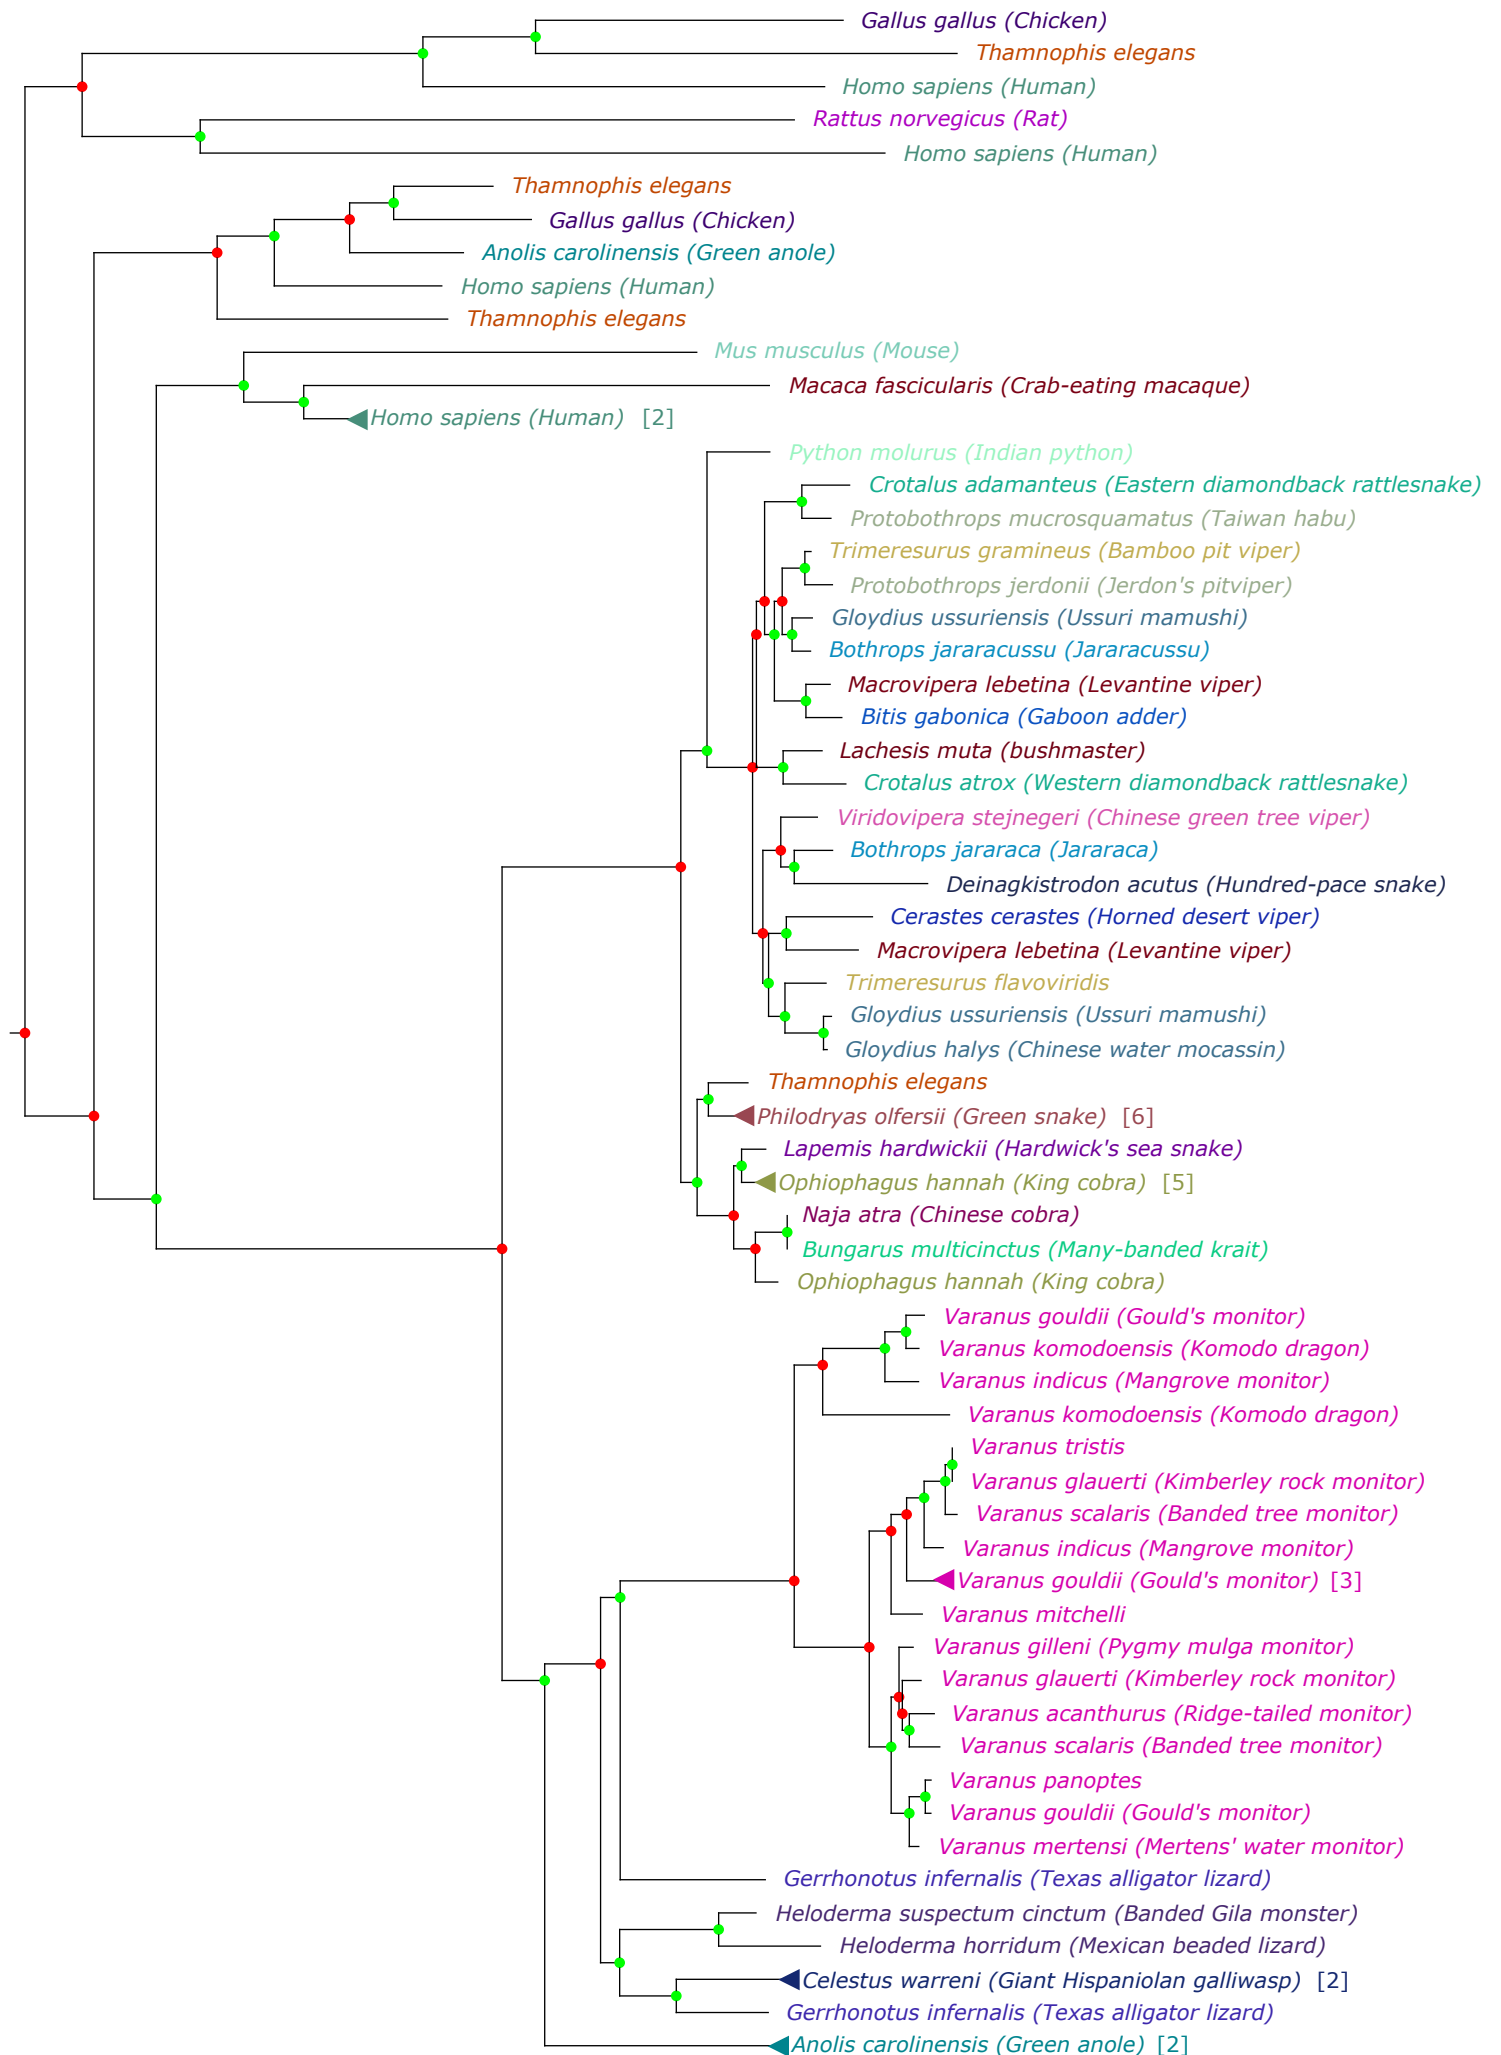 Gallus gallus (Chicken)
Thamnophis elegans
Homo sapiens (Human)
Rattus norvegicus (Rat)
Homo sapiens (Human)
Thamnophis elegans
Gallus gallus (Chicken)
Anolis carolinensis (Green anole)
Homo sapiens (Human)
Thamnophis elegans
Mus musculus (Mouse)
Macaca fascicularis (Crab-eating macaque)
Homo sapiens (Human) [2]
Python molurus (Indian python)
Crotalus adamanteus (Eastern diamondback rattlesnake)
Protobothrops mucrosquamatus (Taiwan habu)
Trimeresurus gramineus (Bamboo pit viper)
Protobothrops jerdonii (Jerdon's pitviper)
Gloydius ussuriensis (Ussuri mamushi)
Bothrops jararacussu (Jararacussu)
Macrovipera lebetina (Levantine viper)
Bitis gabonica (Gaboon adder)
Lachesis muta (bushmaster)
Crotalus atrox (Western diamondback rattlesnake)
Viridovipera stejnegeri (Chinese green tree viper)
Bothrops jararaca (Jararaca)
Deinagkistrodon acutus (Hundred-pace snake)
Cerastes cerastes (Horned desert viper)
Macrovipera lebetina (Levantine viper)
Trimeresurus flavoviridis
Gloydius ussuriensis (Ussuri mamushi)
Gloydius halys (Chinese water mocassin)
Thamnophis elegans
Philodryas olfersii (Green snake) [6]
Lapemis hardwickii (Hardwick's sea snake)
Ophiophagus hannah (King cobra) [5]
Naja atra (Chinese cobra)
Bungarus multicinctus (Many-banded krait)
Ophiophagus hannah (King cobra)
Varanus gouldii (Gould's monitor)
Varanus komodoensis (Komodo dragon)
Varanus indicus (Mangrove monitor)
Varanus komodoensis (Komodo dragon)
Varanus tristis
Varanus glauerti (Kimberley rock monitor)
Varanus scalaris (Banded tree monitor)
Varanus indicus (Mangrove monitor)
Varanus gouldii (Gould's monitor) [3]
Varanus mitchelli
Varanus gilleni (Pygmy mulga monitor)
Varanus glauerti (Kimberley rock monitor)
Varanus acanthurus (Ridge-tailed monitor)
Varanus scalaris (Banded tree monitor)
Varanus panoptes
Varanus gouldii (Gould's monitor)
Varanus mertensi (Mertens' water monitor)
Gerrhonotus infernalis (Texas alligator lizard)
Heloderma suspectum cinctum (Banded Gila monster)
Heloderma horridum (Mexican beaded lizard)
Celestus warreni (Giant Hispaniolan galliwasp) [2]
Gerrhonotus infernalis (Texas alligator lizard)
Anolis carolinensis (Green anole) [2]